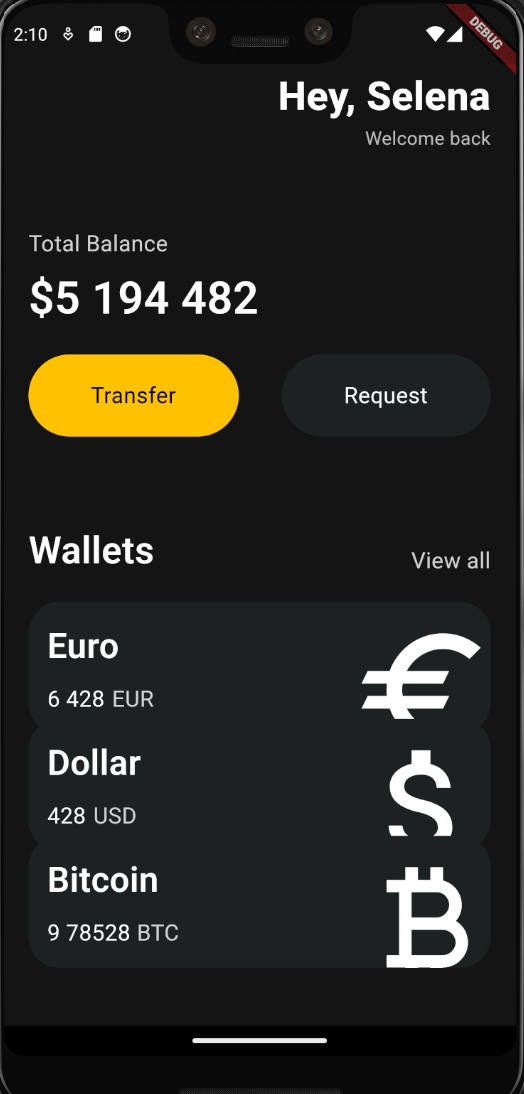 2:10
DEBUG
Hey, Selena
Welcome back
Total Balance
$5 194 482
Transfer
Request
Wallets
View all
Euro
6 428 EUR
€
Dollar
428 USD
$
Bitcoin
9 78528 BTC
₿